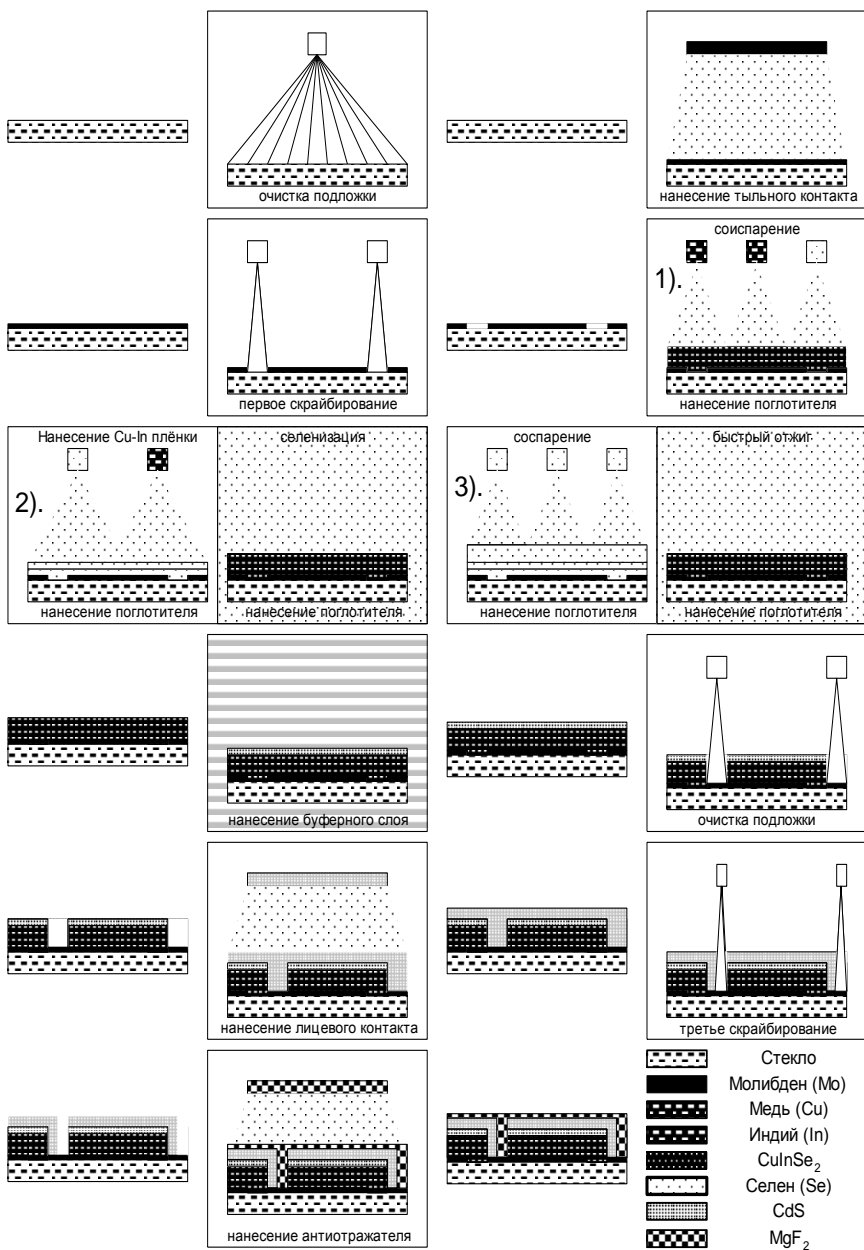 очистка подложки
нанесение тыльного контакта
первое скрайбирование
соиспарение
1).
нанесение поглотителя
Нанесение Cu-In плёнки
2).
нанесение поглотителя
селенизация
нанесение поглотителя
соспарение
3).
нанесение поглотителя
быстрый отжиг
нанесение поглотителя
нанесение буферного слоя
очистка подложки
нанесение лицевого контакта
третье скрайбирование
нанесение антиотражателя
Стекло
Молибден (Mo)
Медь (Cu)
Индий (In)
CuInSe₂
Селен (Se)
CdS
MgF₂